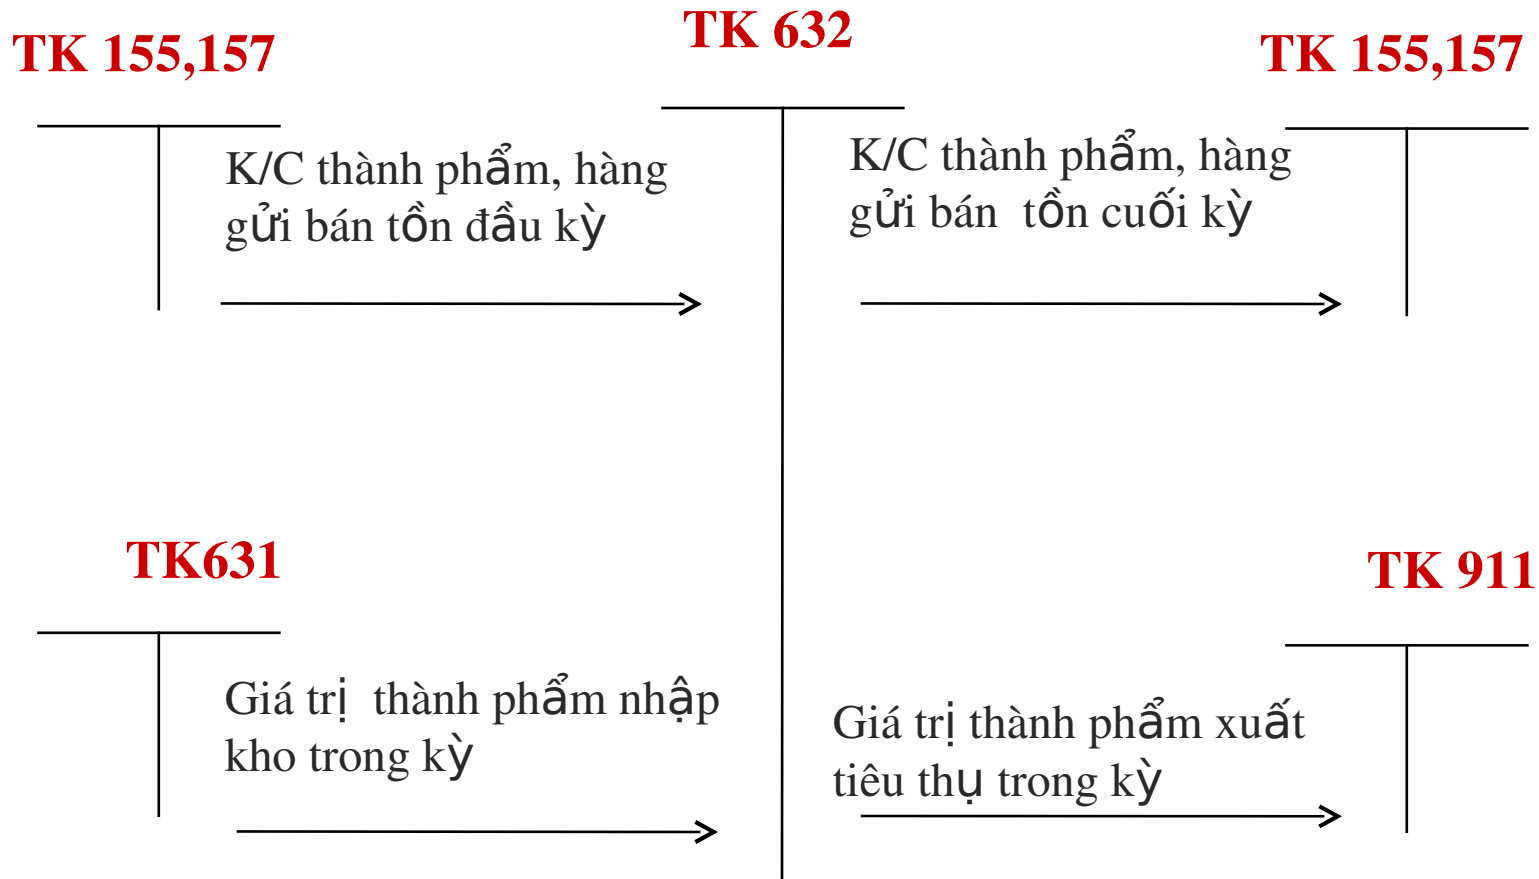 TK 155,157
TK 632
TK 155,157
K/C thành phẩm, hàng
gửi bán tồn đầu kỳ
K/C thành phẩm, hàng
gửi bán tồn cuối kỳ
TK631
TK 911
Giá trị thành phẩm nhập
kho trong kỳ
Giá trị thành phẩm xuất
tiêu thụ trong kỳ